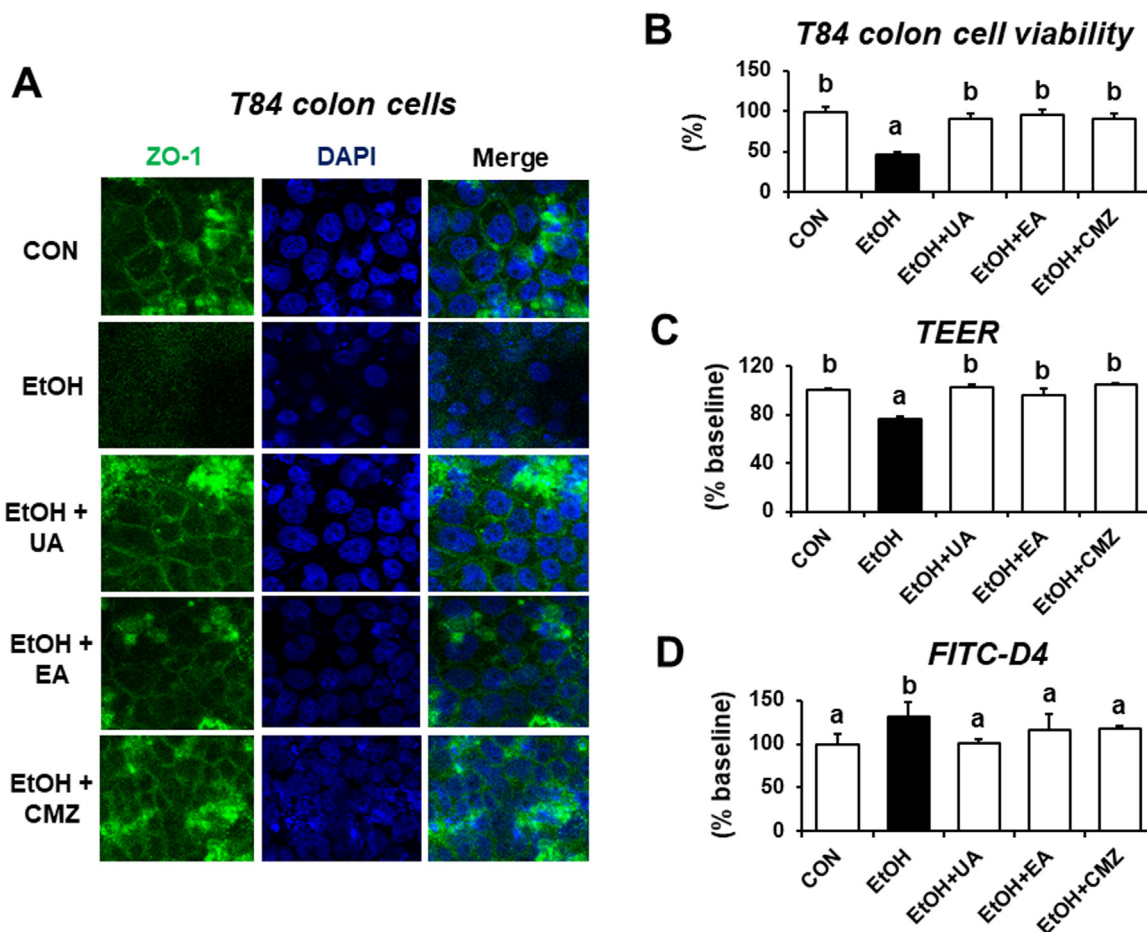 A
T84 colon cells
ZO-1 DAPI Merge
CON
EtOH
EtOH +
UA
EtOH +
EA
EtOH +
CMZ
B
T84 colon cell viability
(%)
150
100
50
0
b a b b b
CON EtOH EtOH+UA EtOH+EA EtOH+CMZ
C
TEER
(% baseline)
120
80
40
0
b a b b b
CON EtOH EtOH+UA EtOH+EA EtOH+CMZ
D
FITC-D4
(% baseline)
150
100
50
0
a b a a a
CON EtOH EtOH+UA EtOH+EA EtOH+CMZ